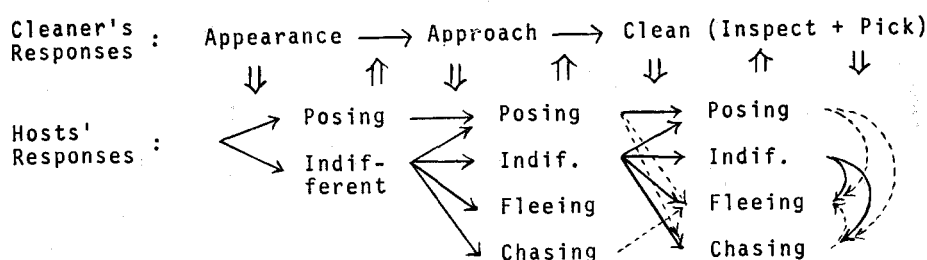 Cleaner's
Responses : Appearance → Approach → Clean (Inspect + Pick)
Hosts'
Responses :
Posing Posing Posing
Indif-
ferent Indif. Indif.
Fleeing Fleeing
Chasing Chasing